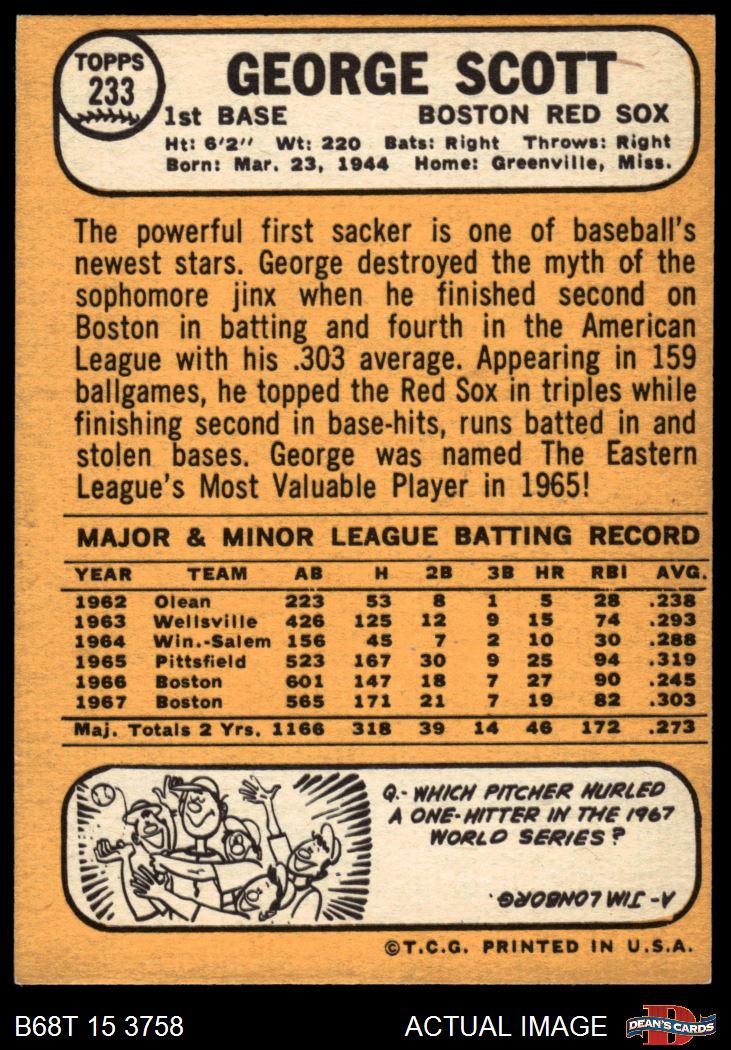 TOPPS
233
GEORGE SCOTT
1st BASE BOSTON RED SOX
Ht: 6'2" Wt: 220 Bats: Right Throws: Right
Born: Mar. 23, 1944 Home: Greenville, Miss.
The powerful first sacker is one of baseball's
newest stars. George destroyed the myth of the
sophomore jinx when he finished second on
Boston in batting and fourth in the American
League with his .303 average. Appearing in 159
ballgames, he topped the Red Sox in triples while
finishing second in base-hits, runs batted in and
stolen bases. George was named The Eastern
League's Most Valuable Player in 1965!
MAJOR & MINOR LEAGUE BATTING RECORD
YEAR TEAM AB H 2B 3B HR RBI AVG.
1962 Olean 223 53 8 1 5 28 .238
1963 Wellsville 426 125 12 9 15 74 .293
1964 Win.-Salem 156 45 7 2 10 30 .288
1965 Pittsfield 523 167 30 9 25 94 .319
1966 Boston 601 147 18 7 27 90 .245
1967 Boston 565 171 21 7 19 82 .303
Maj. Totals 2 Yrs. 1166 318 39 14 46 172 .273
Q.- WHICH PITCHER HURLED
A ONE-HITTER IN THE 1967
WORLD SERIES?
A- JIM LONBORG.
©T.C.G. PRINTED IN U.S.A.
B68T 15 3758 ACTUAL IMAGE
D
DEAN'S CARDS